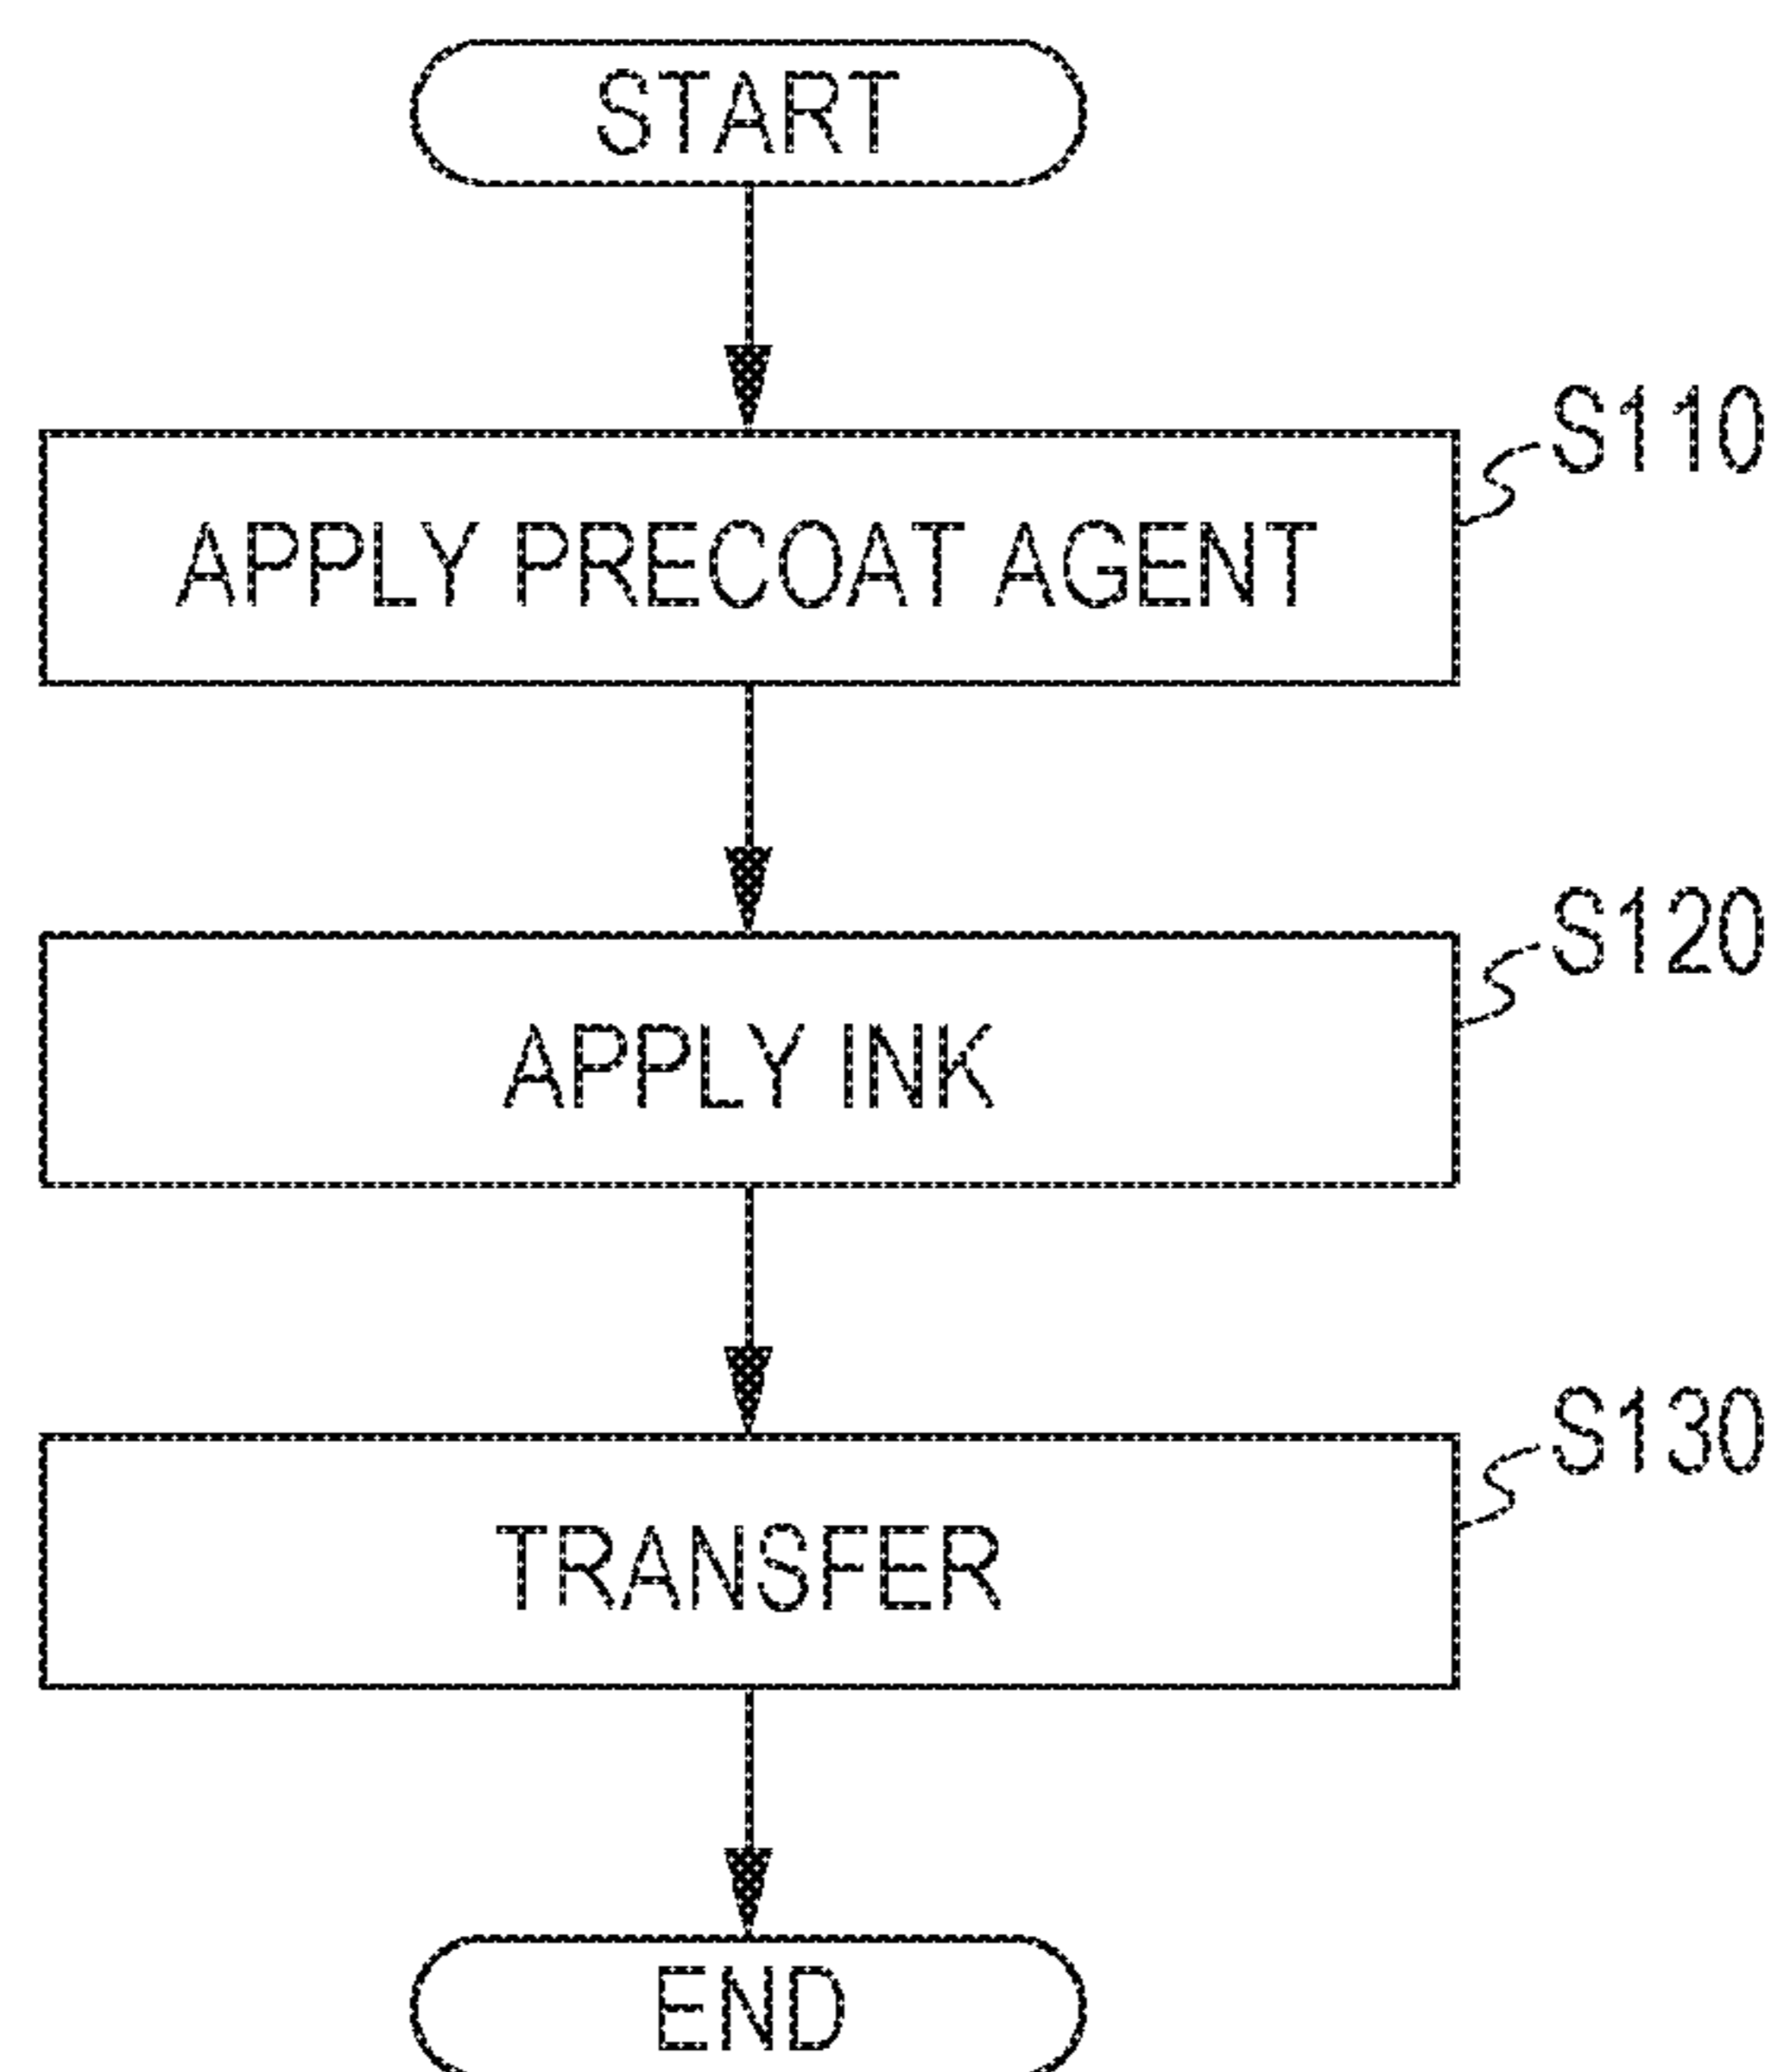 START
S110
APPLY PRECOAT AGENT
S120
APPLY INK
S130
TRANSFER
END